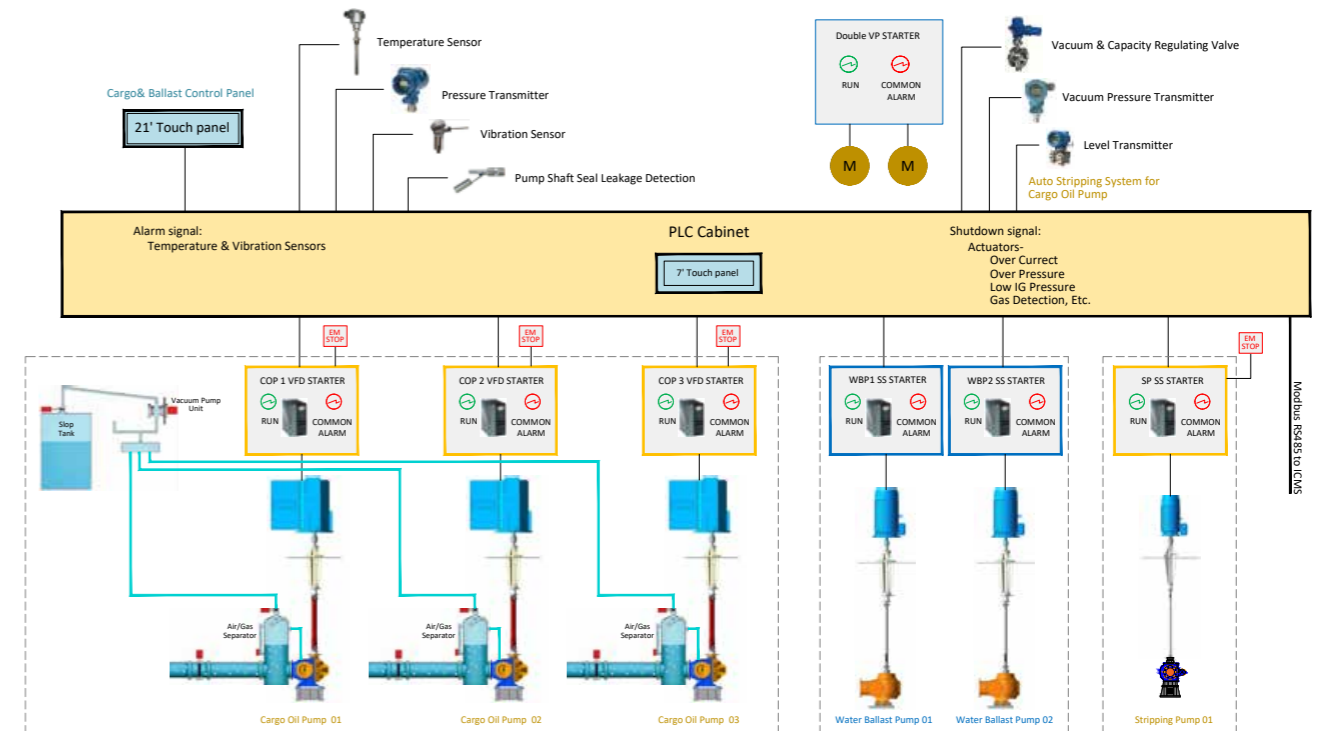 Temperature Sensor
Pressure Transmitter
Vibration Sensor
Pump Shaft Seal Leakage Detection
Cargo& Ballast Control Panel
21' Touch panel
Double VP STARTER
RUN
COMMON
ALARM
M
M
Vacuum & Capacity Regulating Valve
Vacuum Pressure Transmitter
Level Transmitter
Auto Stripping System for
Cargo Oil Pump
Alarm signal:
Temperature & Vibration Sensors
PLC Cabinet
7' Touch panel
Shutdown signal:
Actuators-
Over Currect
Over Pressure
Low IG Pressure
Gas Detection, Etc.
EM
STOP
EM
STOP
EM
STOP
EM
STOP
Slop
Tank
Vacuum Pump
Unit
COP 1 VFD STARTER
RUN
COMMON
ALARM
COP 2 VFD STARTER
RUN
COMMON
ALARM
COP 3 VFD STARTER
RUN
COMMON
ALARM
WBP1 SS STARTER
RUN
COMMON
ALARM
WBP2 SS STARTER
RUN
COMMON
ALARM
SP SS STARTER
RUN
COMMON
ALARM
Modbus RS485 to ICMS
Air/Gas
Separator
Air/Gas
Separator
Air/Gas
Separator
Cargo Oil Pump 01
Cargo Oil Pump 02
Cargo Oil Pump 03
Water Ballast Pump 01
Water Ballast Pump 02
Stripping Pump 01